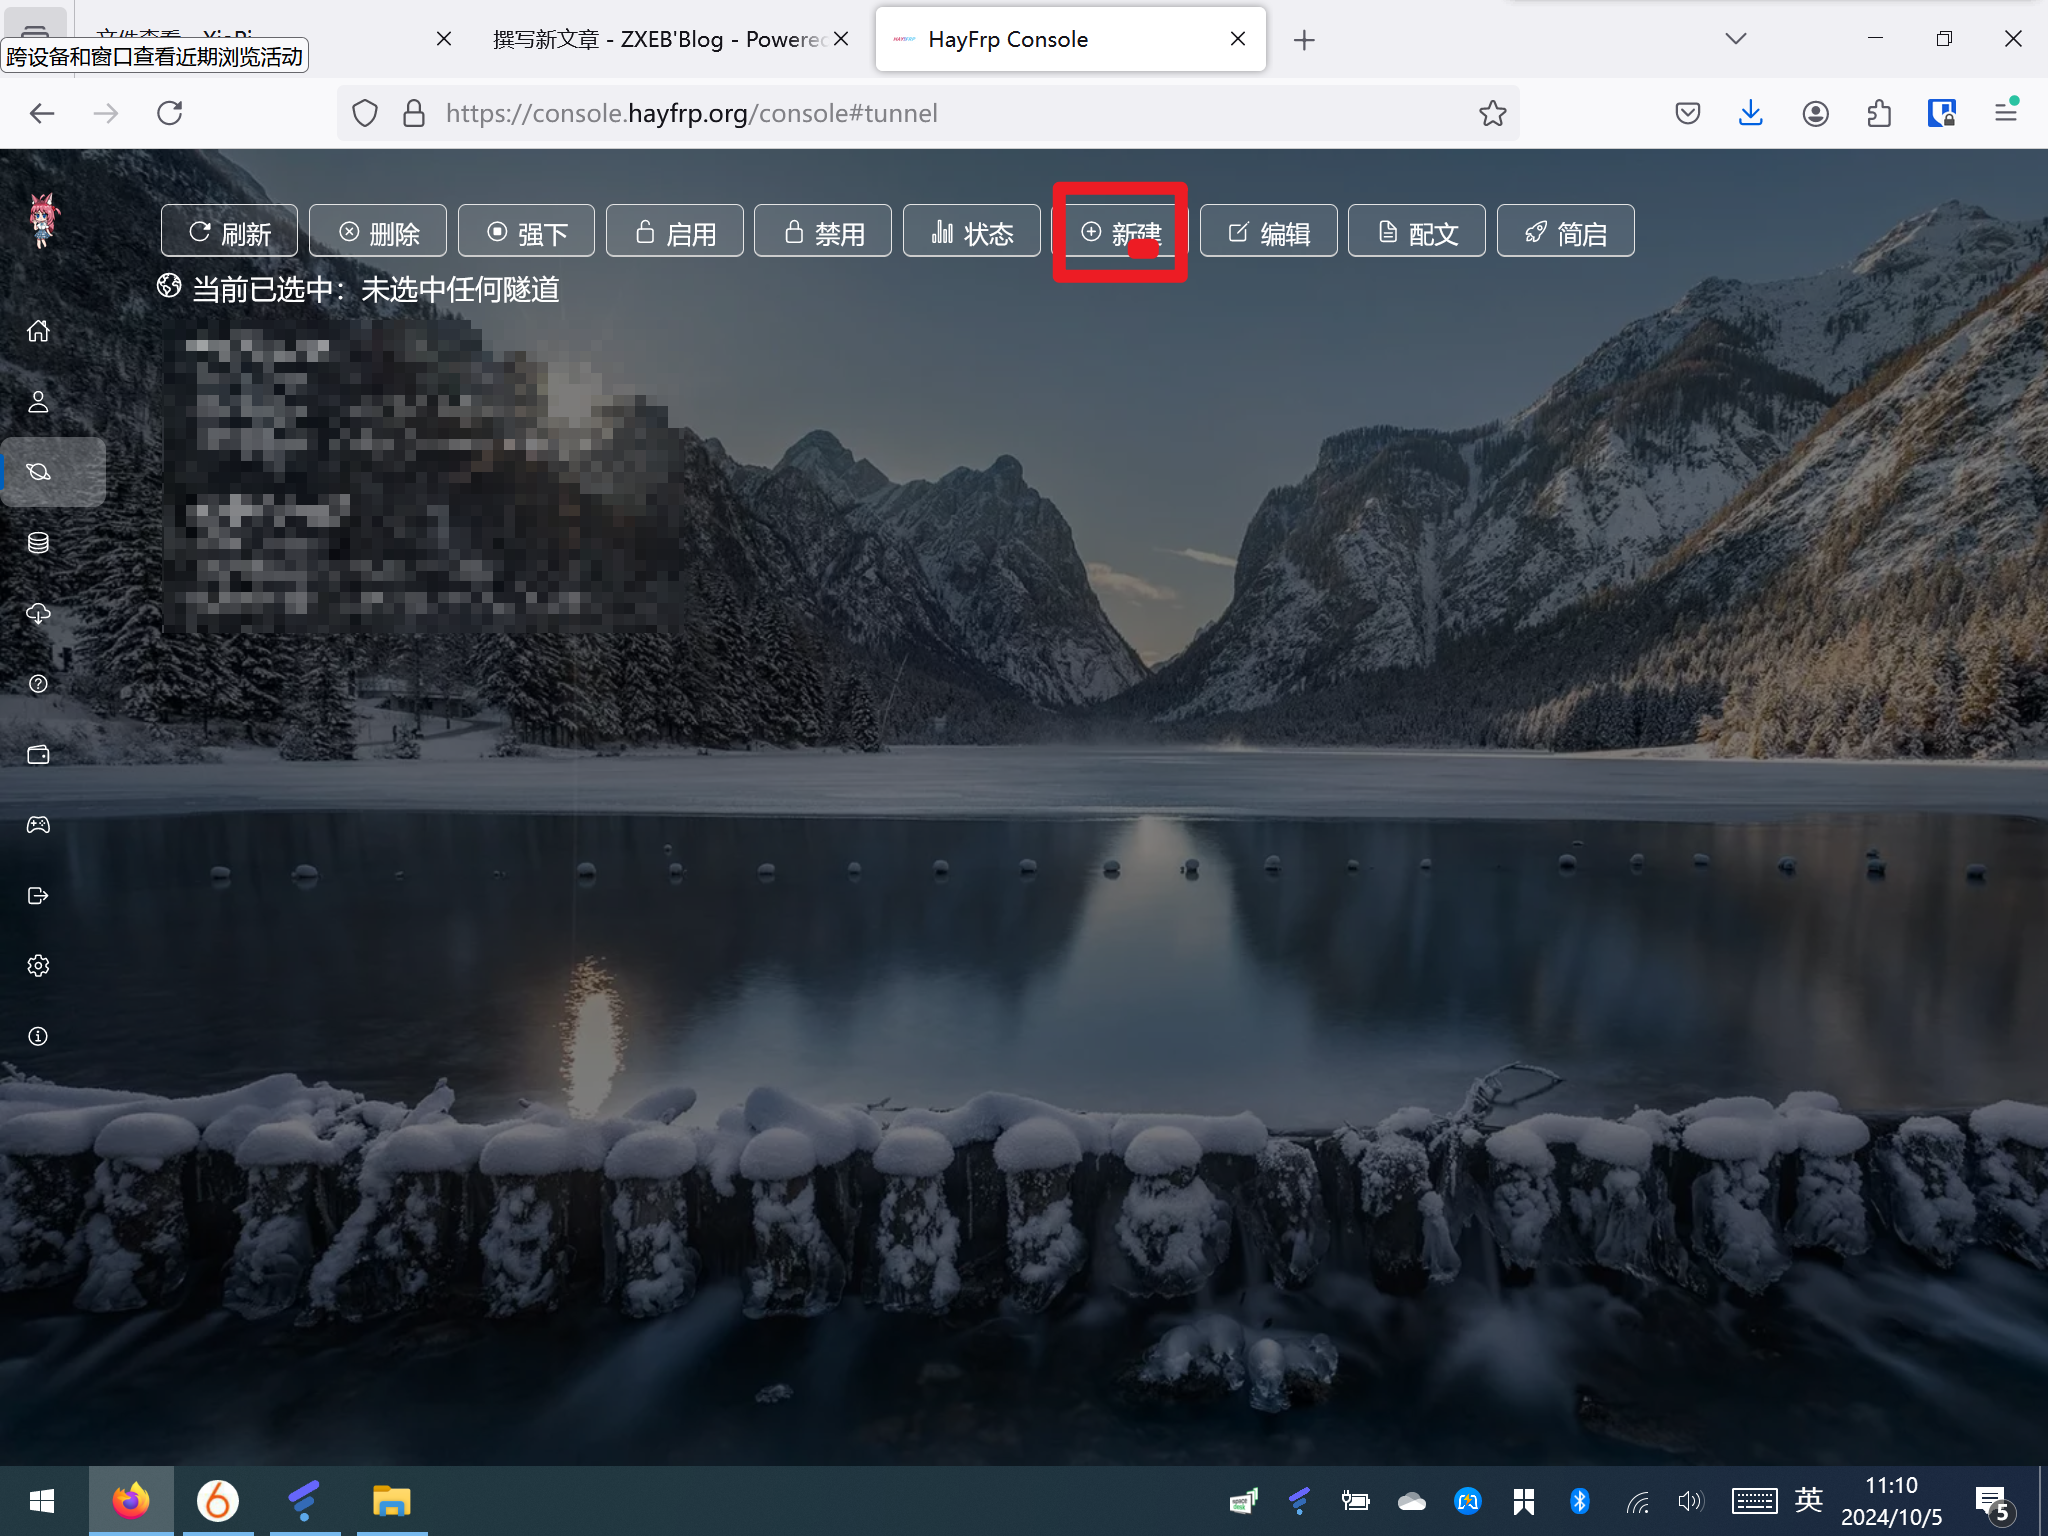 跨设备和窗口查看近期浏览活动
撰写新文章 - ZXEB'Blog - Powered
HayFrp Console
https://console.hayfrp.org/console#tunnel
刷新
删除
强下
启用
禁用
状态
新建
编辑
配文
简启
当前已选中：未选中任何隧道
英
11:10
2024/10/5
5